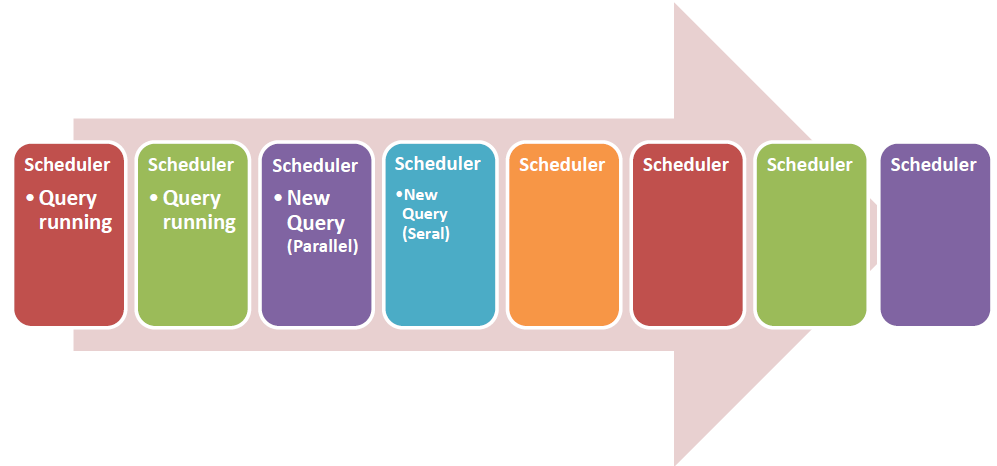 Scheduler
• Query
running
Scheduler
• Query
running
Scheduler
• New
Query
(Parallel)
Scheduler
•New
Query
(Seral)
Scheduler
Scheduler
Scheduler
Scheduler